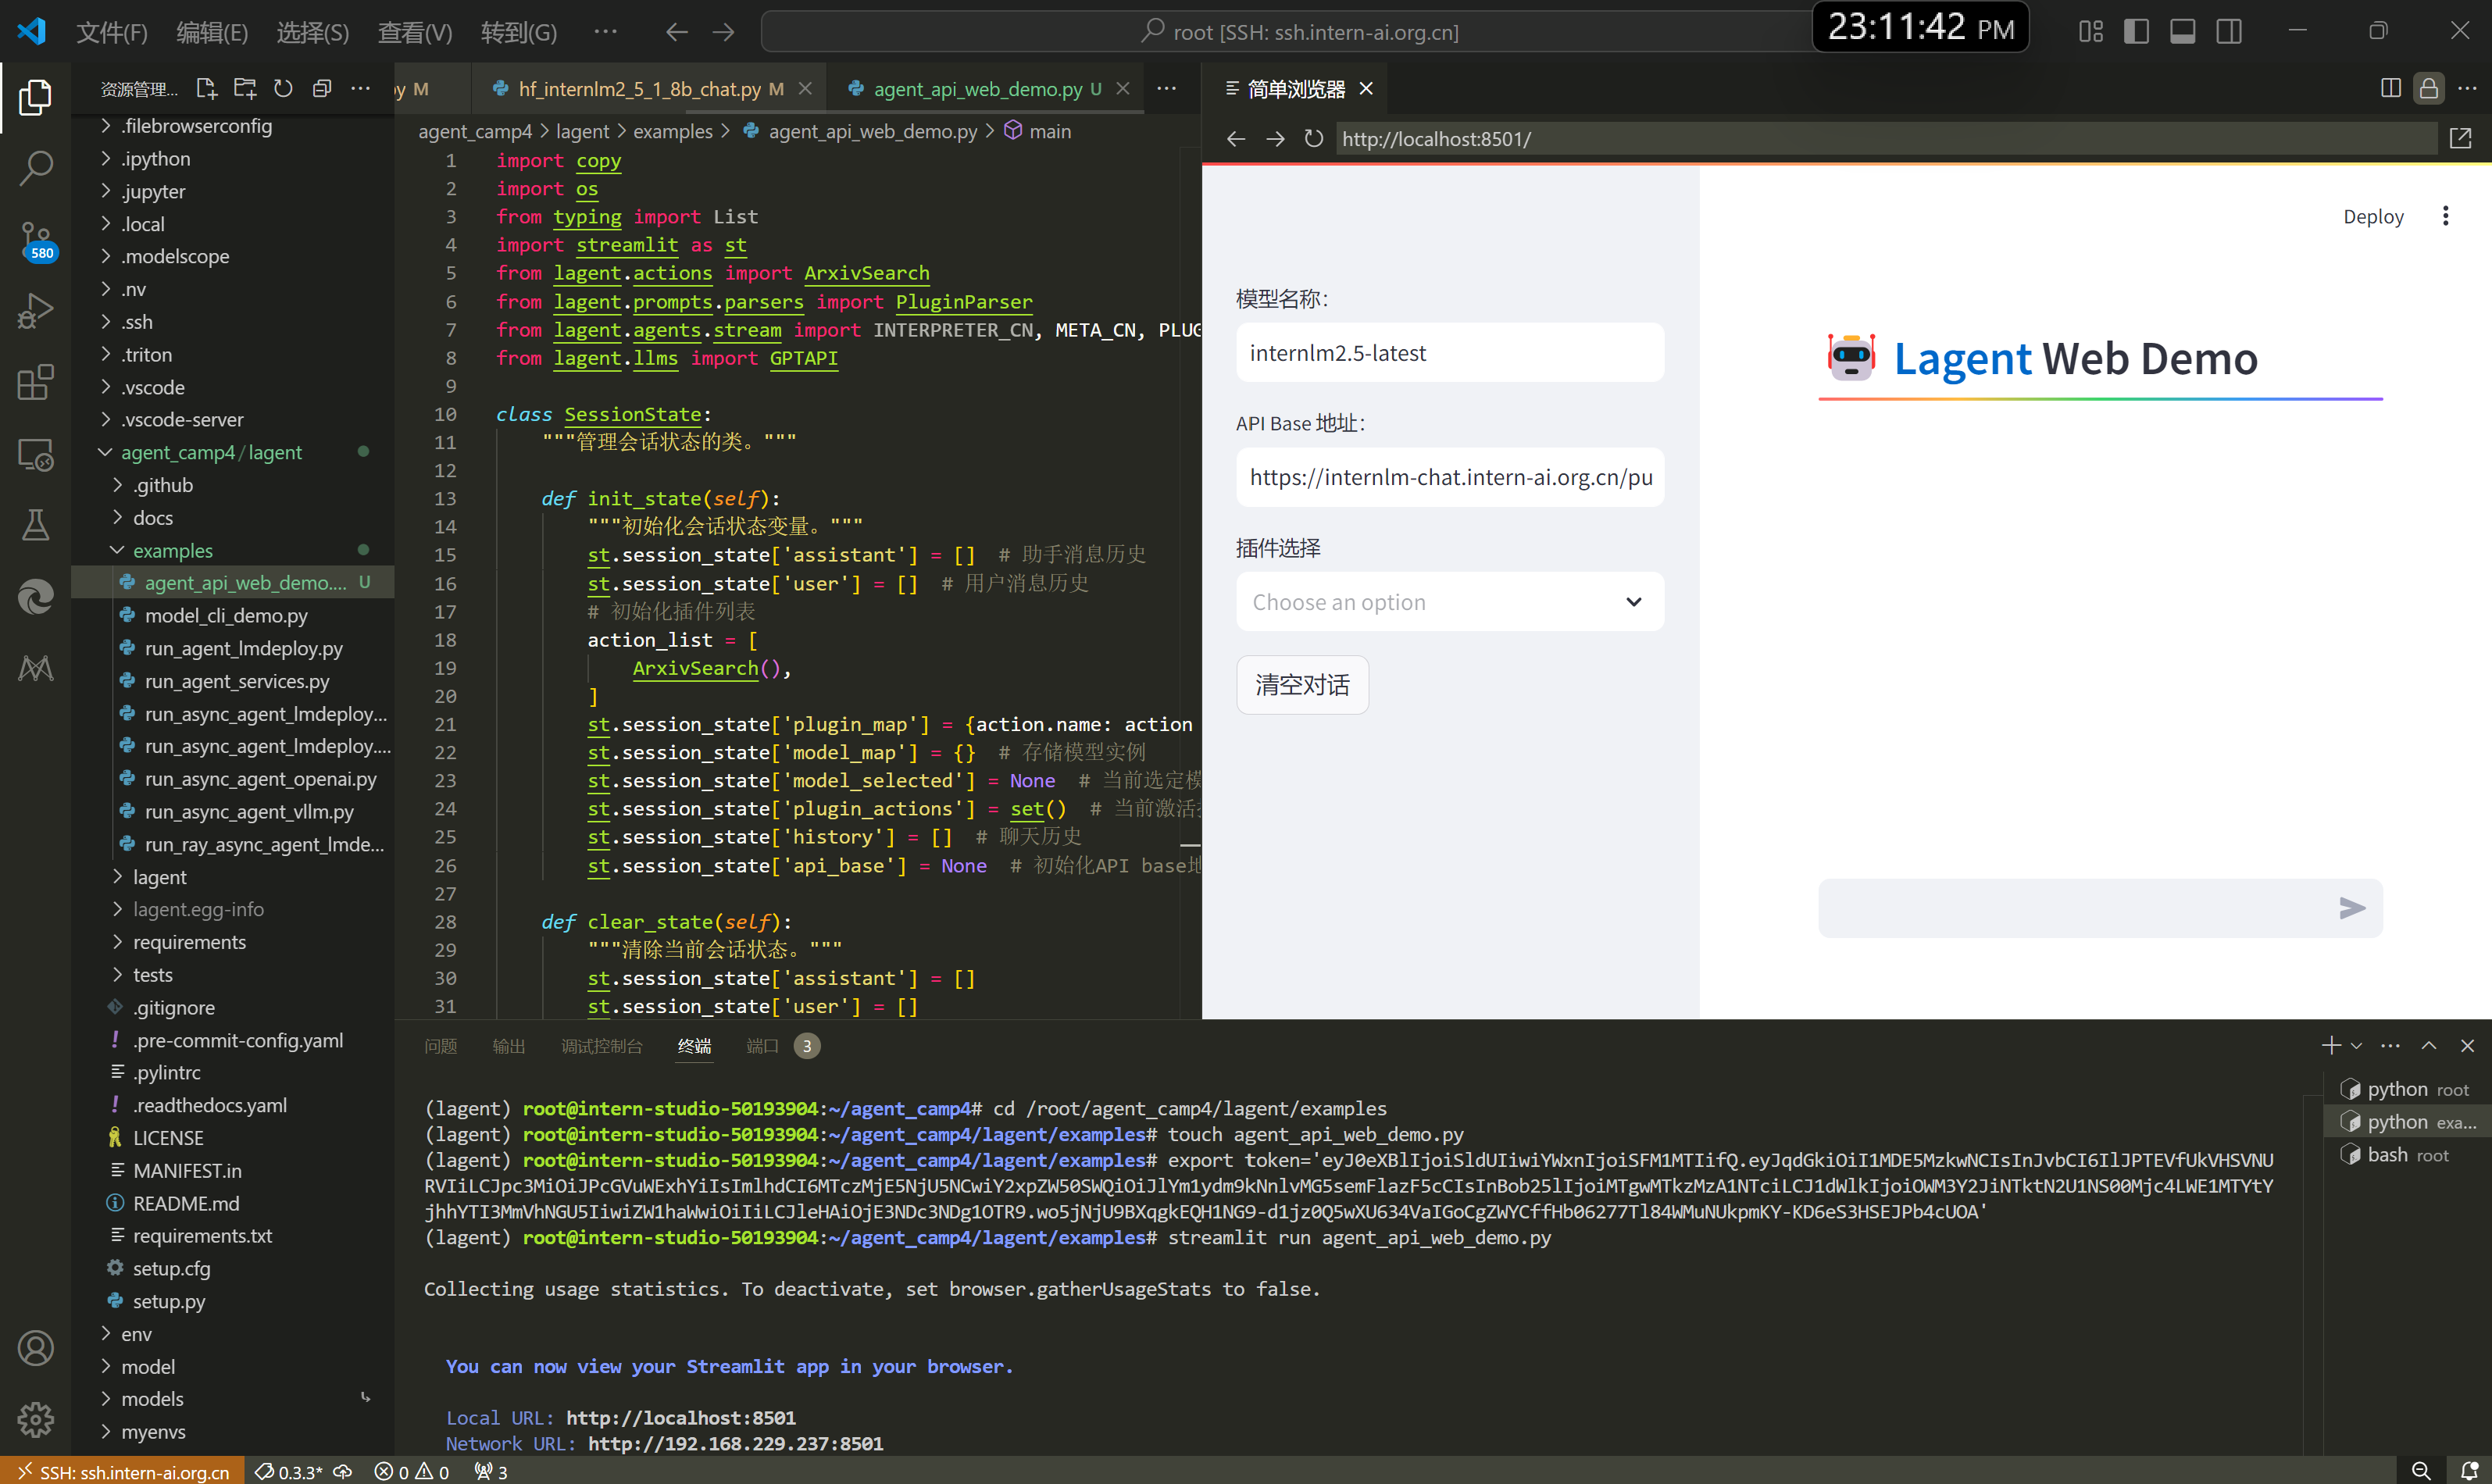 文件(F) 编辑(E) 选择(S) 查看(V) 转到(G) ··· root [SSH: ssh.intern-ai.org.cn] 23:11:42 PM
资源管理... ···
.filebrowserconfig
.ipython
.jupyter
.local
.modelscope
.nv
.ssh
.triton
.vscode
.vscode-server
agent_camp4/lagent
.github
docs
examples
agent_api_web_demo.... U
model_cli_demo.py
run_agent_lmdeploy.py
run_agent_services.py
run_async_agent_lmdeploy...
run_async_agent_lmdeploy....
run_async_agent_openai.py
run_async_agent_vllm.py
run_ray_async_agent_lmde...
lagent
lagent.egg-info
requirements
tests
.gitignore
.pre-commit-config.yaml
.pylintrc
.readthedocs.yaml
LICENSE
MANIFEST.in
README.md
requirements.txt
setup.cfg
setup.py
env
model
models
myenvs
580
py M hf_internlm2_5_1_8b_chat.py M agent_api_web_demo.py U ···
agent_camp4 > lagent > examples > agent_api_web_demo.py > main
1 import copy
2 import os
3 from typing import List
4 import streamlit as st
5 from lagent.actions import ArxivSearch
6 from lagent.prompts.parsers import PluginParser
7 from lagent.agents.stream import INTERPRETER_CN, META_CN, PLUG
8 from lagent.llms import GPTAPI
9
10 class SessionState:
11 """管理会话状态的类。"""
12
13 def init_state(self):
14 """初始化会话状态变量。"""
15 st.session_state['assistant'] = [] # 助手消息历史
16 st.session_state['user'] = [] # 用户消息历史
17 # 初始化插件列表
18 action_list = [
19 ArxivSearch(),
20 ]
21 st.session_state['plugin_map'] = {action.name: action
22 st.session_state['model_map'] = {} # 存储模型实例
23 st.session_state['model_selected'] = None # 当前选定模
24 st.session_state['plugin_actions'] = set() # 当前激活
25 st.session_state['history'] = [] # 聊天历史
26 st.session_state['api_base'] = None # 初始化API base地
27
28 def clear_state(self):
29 """清除当前会话状态。"""
30 st.session_state['assistant'] = []
31 st.session_state['user'] = []
简单浏览器
http://localhost:8501/
Deploy
模型名称：
internlm2.5-latest
API Base 地址：
https://internlm-chat.intern-ai.org.cn/pu
插件选择
Choose an option
清空对话
Lagent Web Demo
问题 输出 调试控制台 终端 端口 3
(lagent) root@intern-studio-50193904:~/agent_camp4# cd /root/agent_camp4/lagent/examples
(lagent) root@intern-studio-50193904:~/agent_camp4/lagent/examples# touch agent_api_web_demo.py
(lagent) root@intern-studio-50193904:~/agent_camp4/lagent/examples# export token='eyJ0eXBlIjoiSldUIiwiYWxnIjoiSFM1MTIifQ.eyJqdGkiOiI1MDE5MzkwNCIsInJvbCI6IlJPTEVfUkVHSVNU
RVIiLCJpc3MiOiJPcGVuWExhYiIsImlhdCI6MTczMjE5NjU5NCwiY2xpZW50SWQiOiJlYm1ydm9kNnlvMG5semFlazF5cCIsInBob25lIjoiMTgwMTkzMzA1NTciLCJ1dWlkIjoiOWM3Y2JiNTktN2U1NS00Mjc4LWE1MTYtY
jhhYTI3MmVhNGU5IiwiZW1haWwiOiIiLCJleHAiOjE3NDc3NDg1OTR9.wo5jNjU9BXqgkEQH1NG9-d1jz0Q5wXU634VaIGoCgZWYCffHb06277Tl84WMuNUkpmKY-KD6eS3HSEJPb4cUOA'
(lagent) root@intern-studio-50193904:~/agent_camp4/lagent/examples# streamlit run agent_api_web_demo.py
Collecting usage statistics. To deactivate, set browser.gatherUsageStats to false.
You can now view your Streamlit app in your browser.
Local URL: http://localhost:8501
Network URL: http://192.168.229.237:8501
python root
python exa...
bash root
SSH: ssh.intern-ai.org.cn 0.3.3* 0 0 3